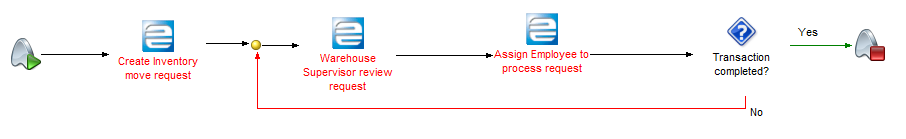 Create Inventory
move request
Warehouse
Supervisor review
request
Assign Employee to
process request
Transaction
completed?
Yes
No